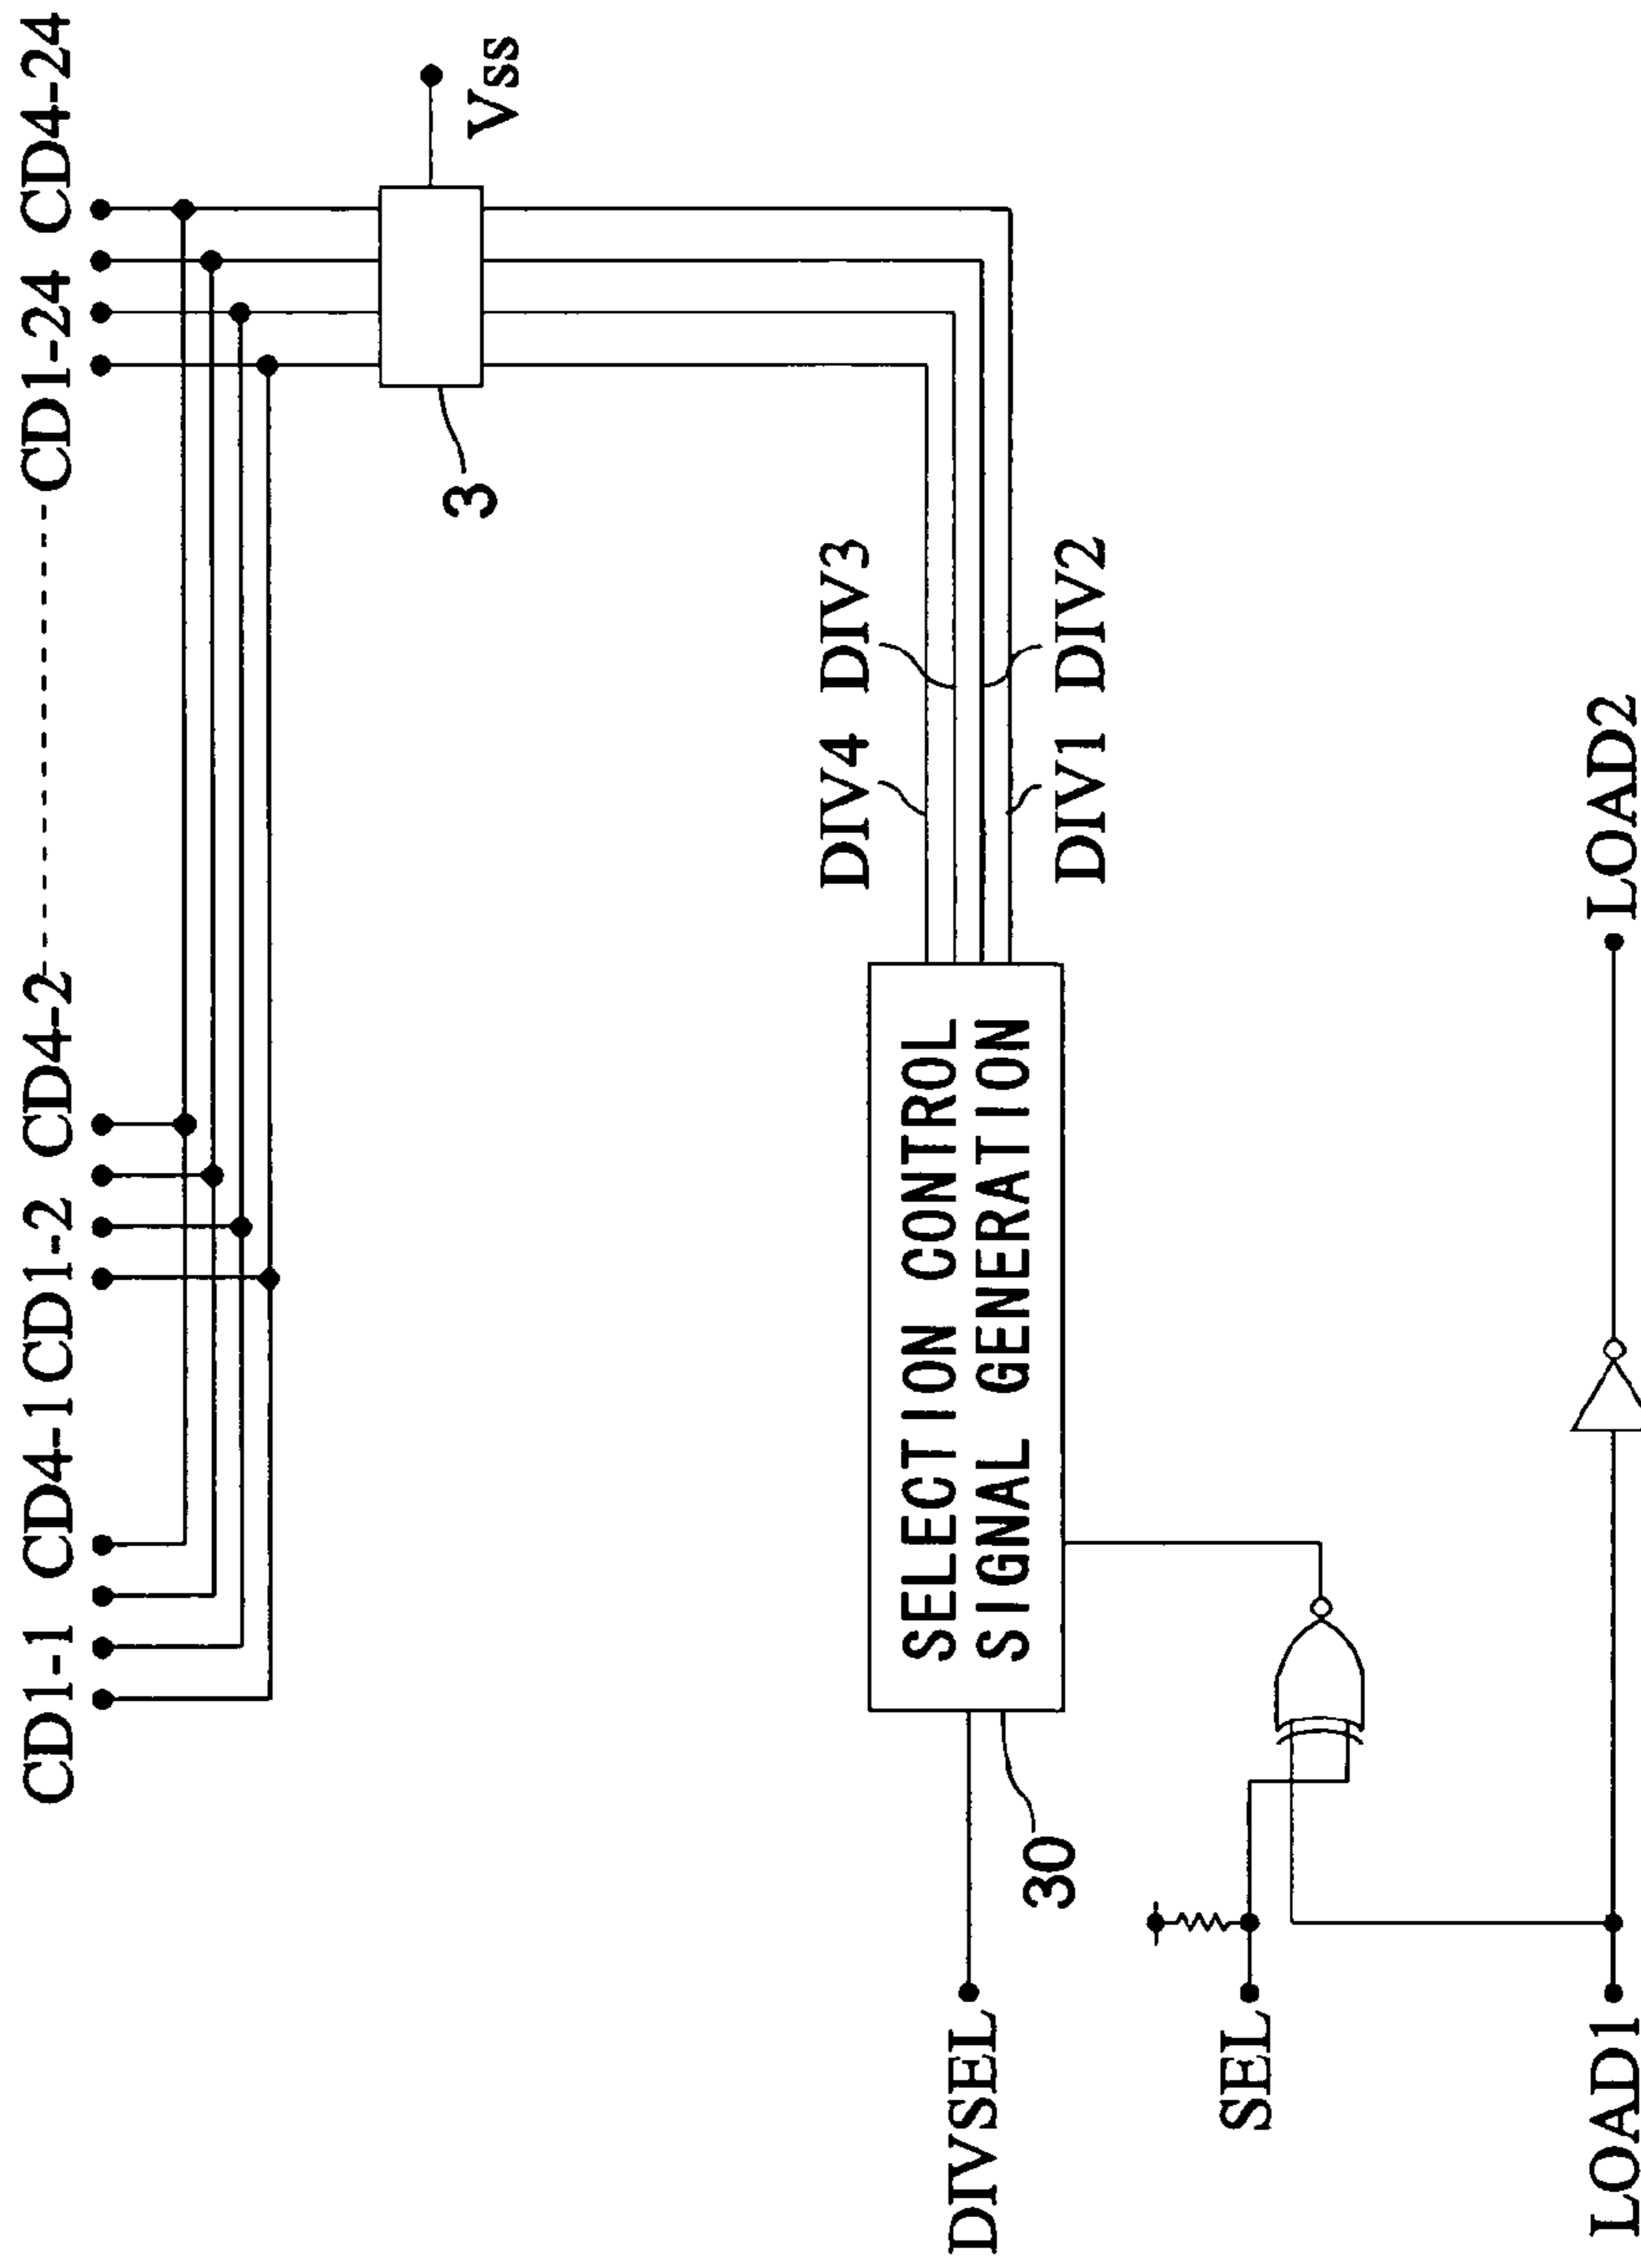 CD1-1 CD4-1 CD1-2 CD4-2 CD1-24 CD4-24
Vss
3
DIV4 DIV3
DIV1 DIV2
SELECTION CONTROL
SIGNAL GENERATION
DIVSEL
30
SEL
LOAD1
LOAD2